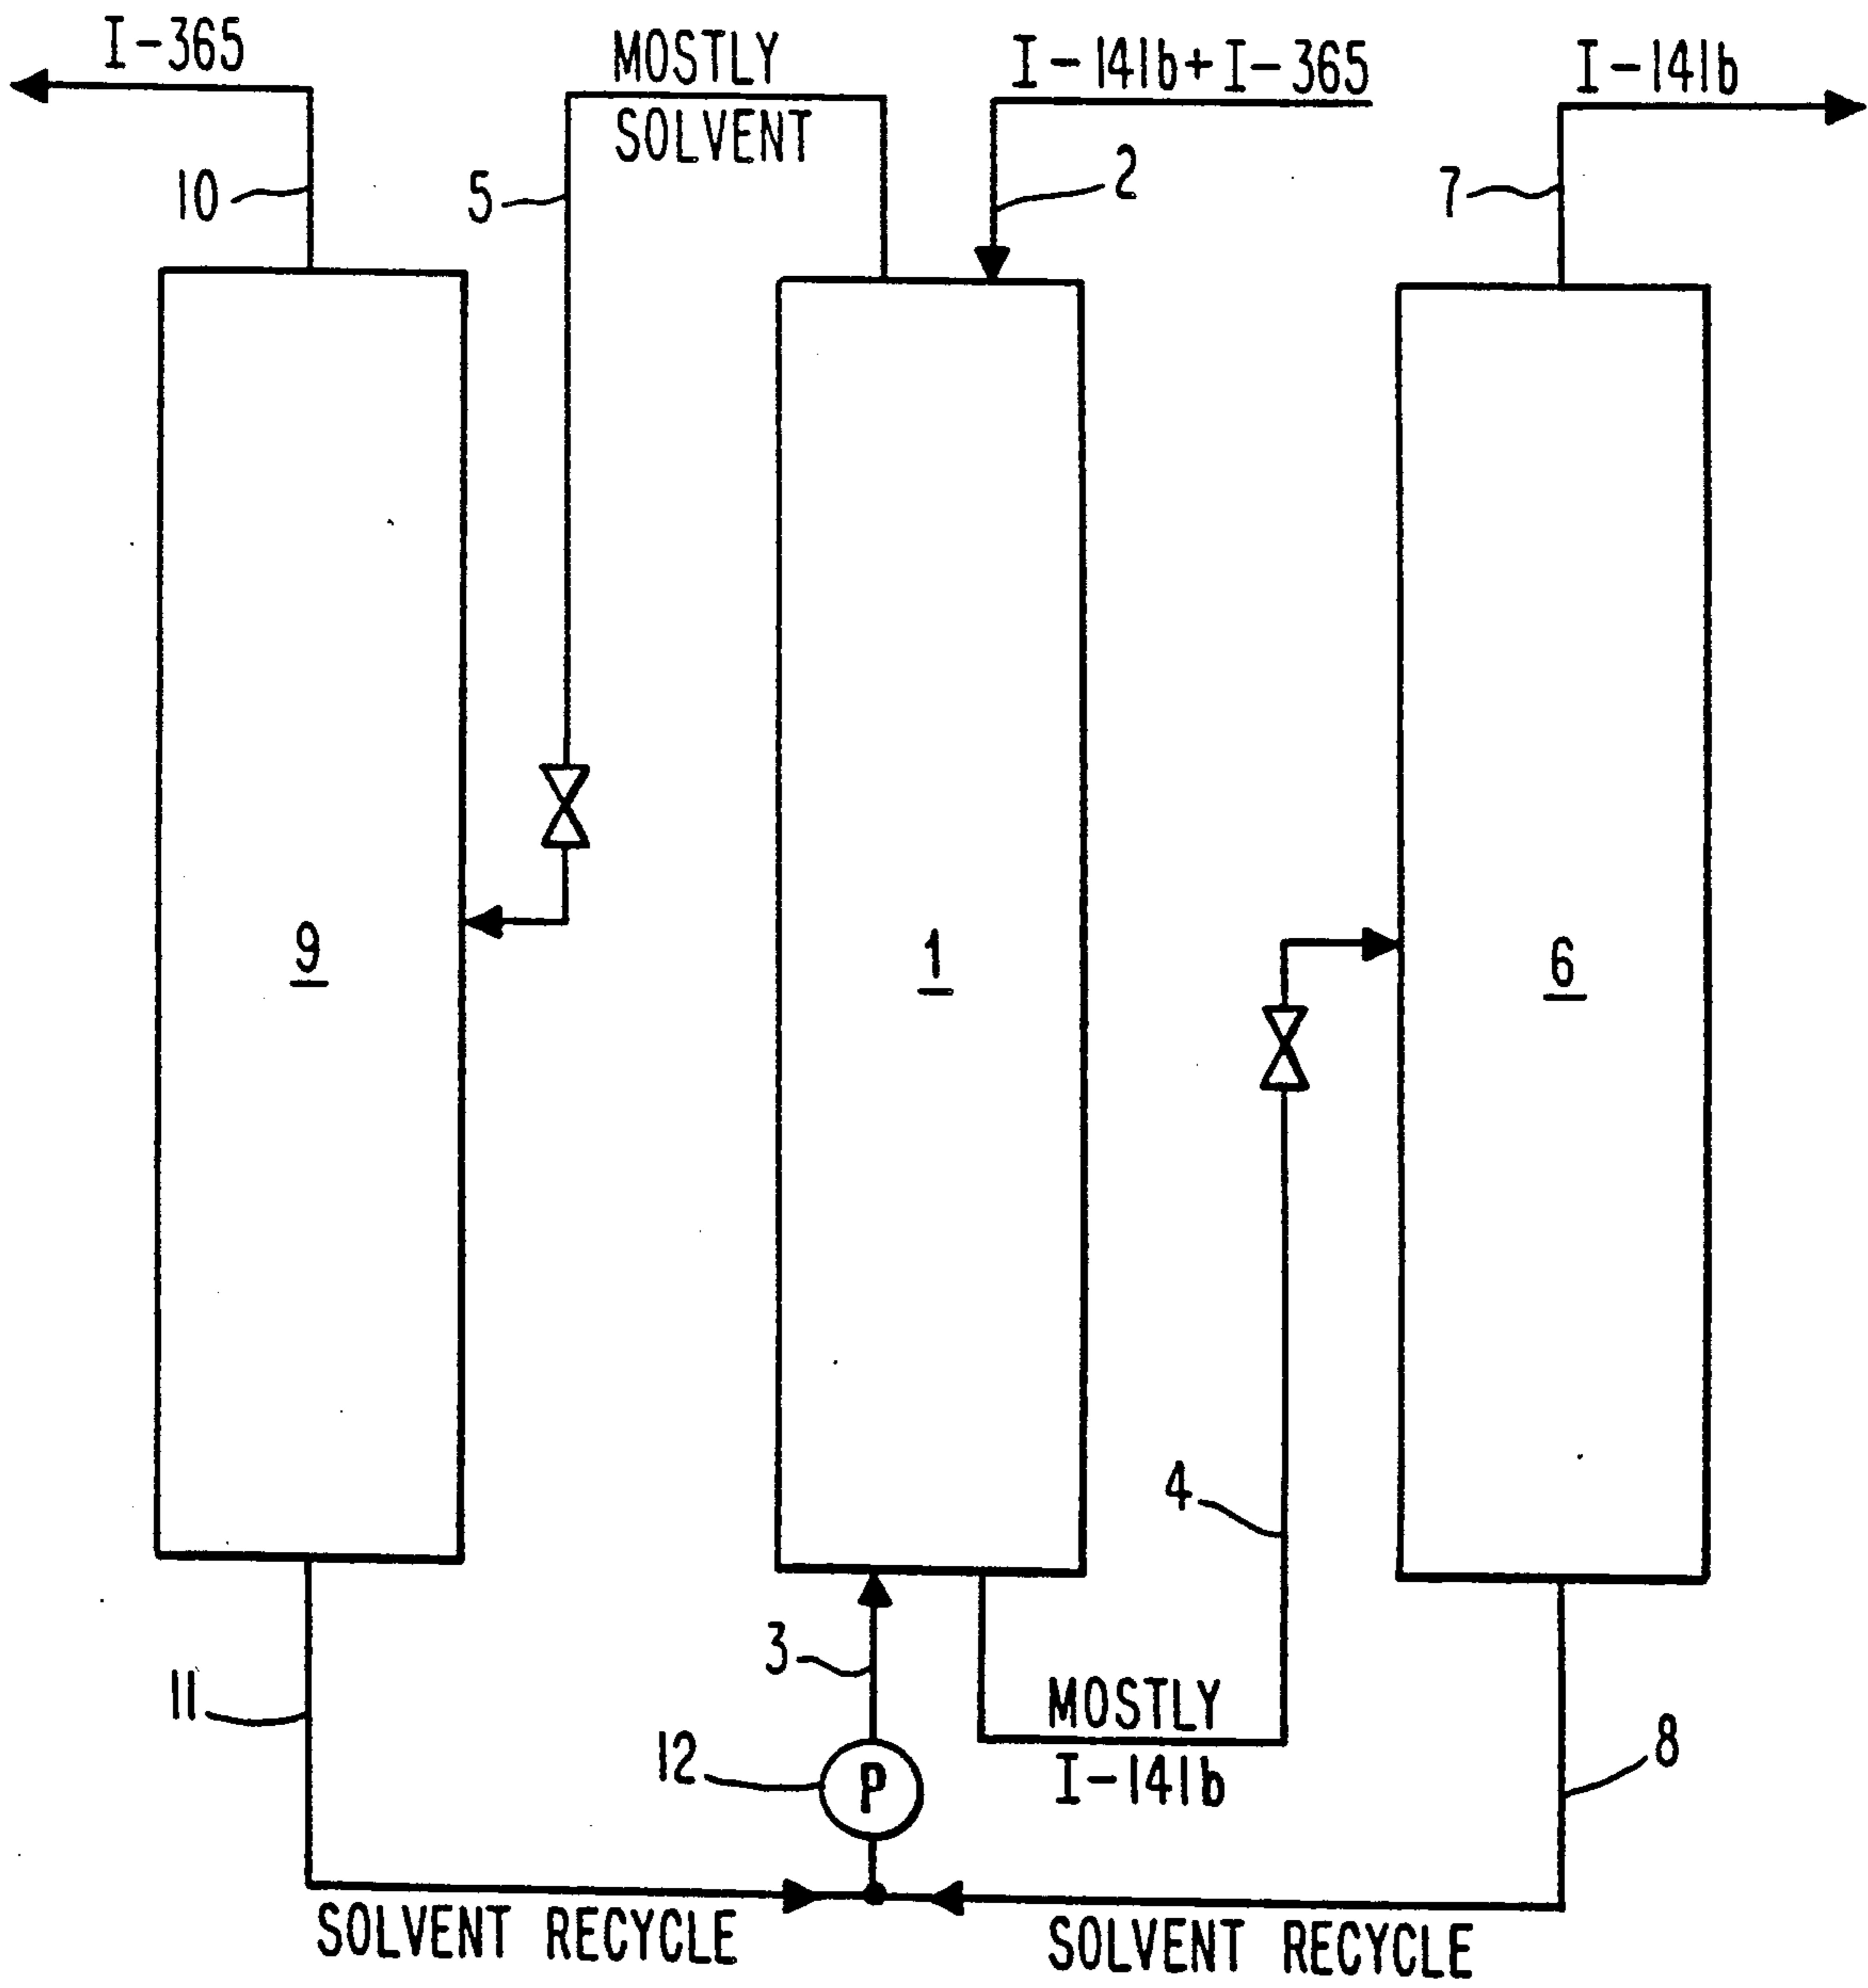 I-365
MOSTLY
SOLVENT
I-141b+I-365
I-141b
10
5
2
7
9
1
6
4
3
11
12
P
MOSTLY
I-141b
8
SOLVENT RECYCLE
SOLVENT RECYCLE